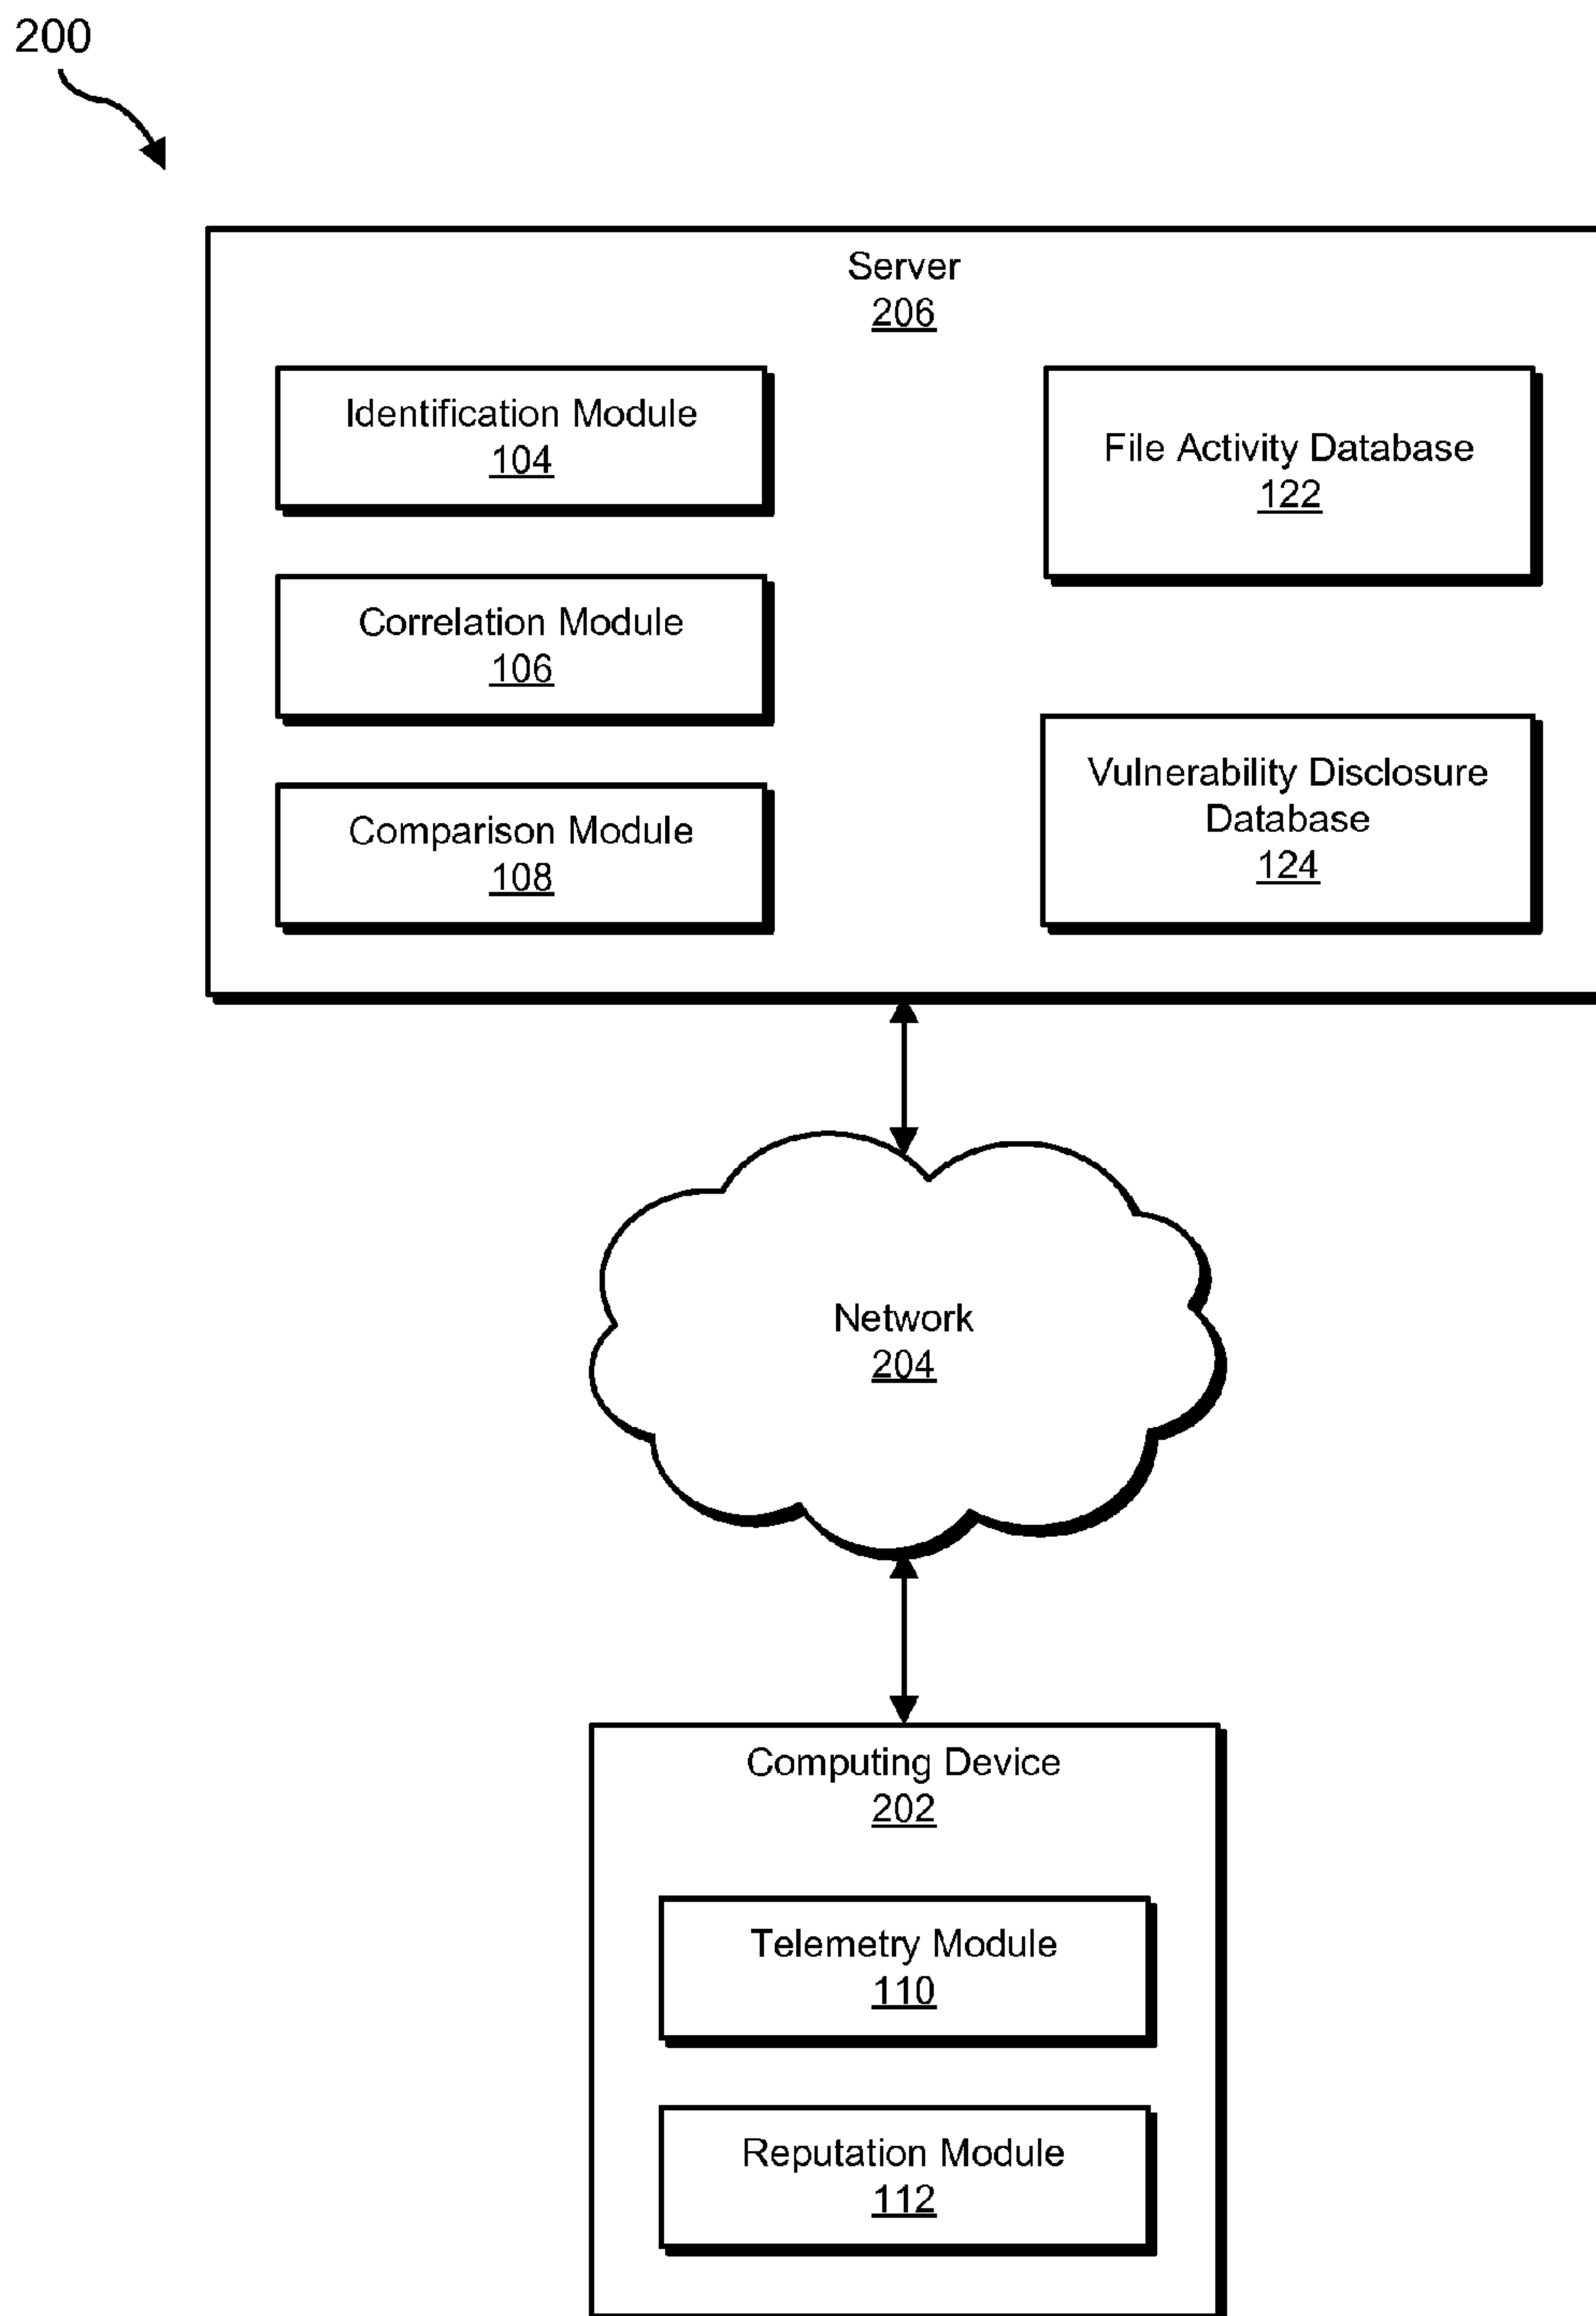 200
Server
206
Identification Module
104
Correlation Module
106
Comparison Module
108
File Activity Database
122
Vulnerability Disclosure
Database
124
Network
204
Computing Device
202
Telemetry Module
110
Reputation Module
112